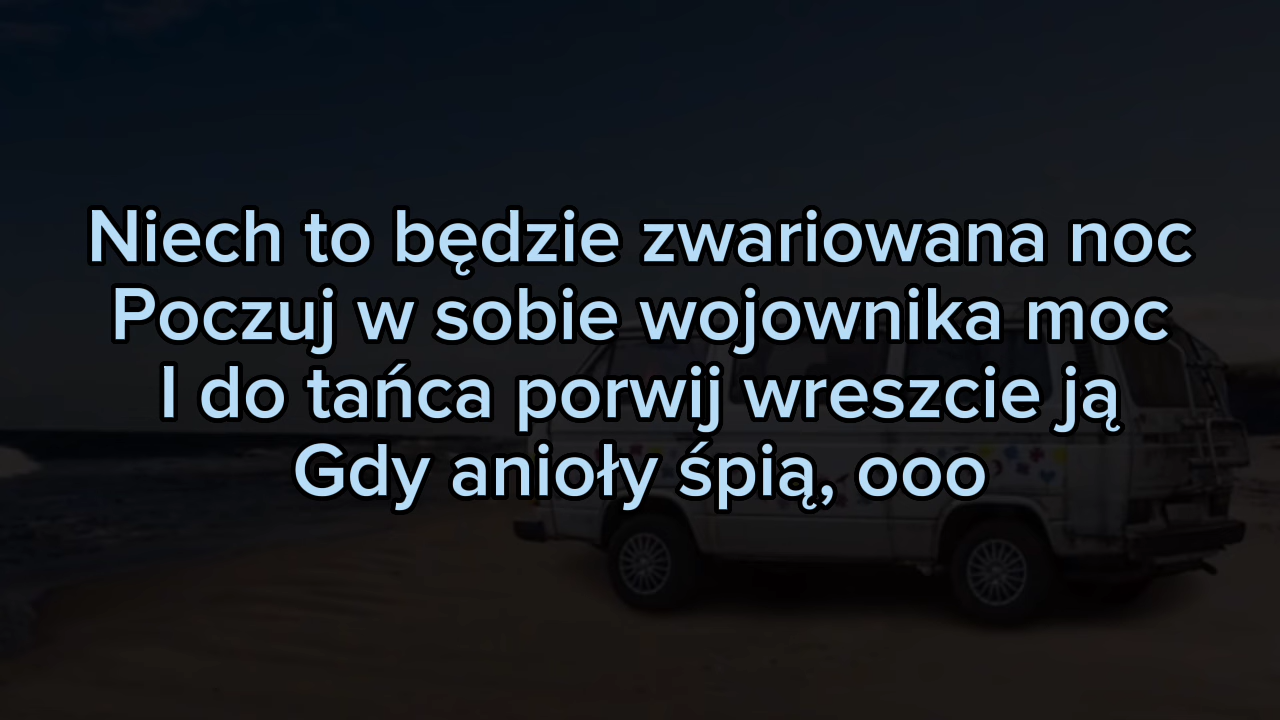 Niech to będzie zwariowana noc
Poczuj w sobie wojownika moc
I do tańca porwij wreszcie ją
Gdy anioły śpią, ooo